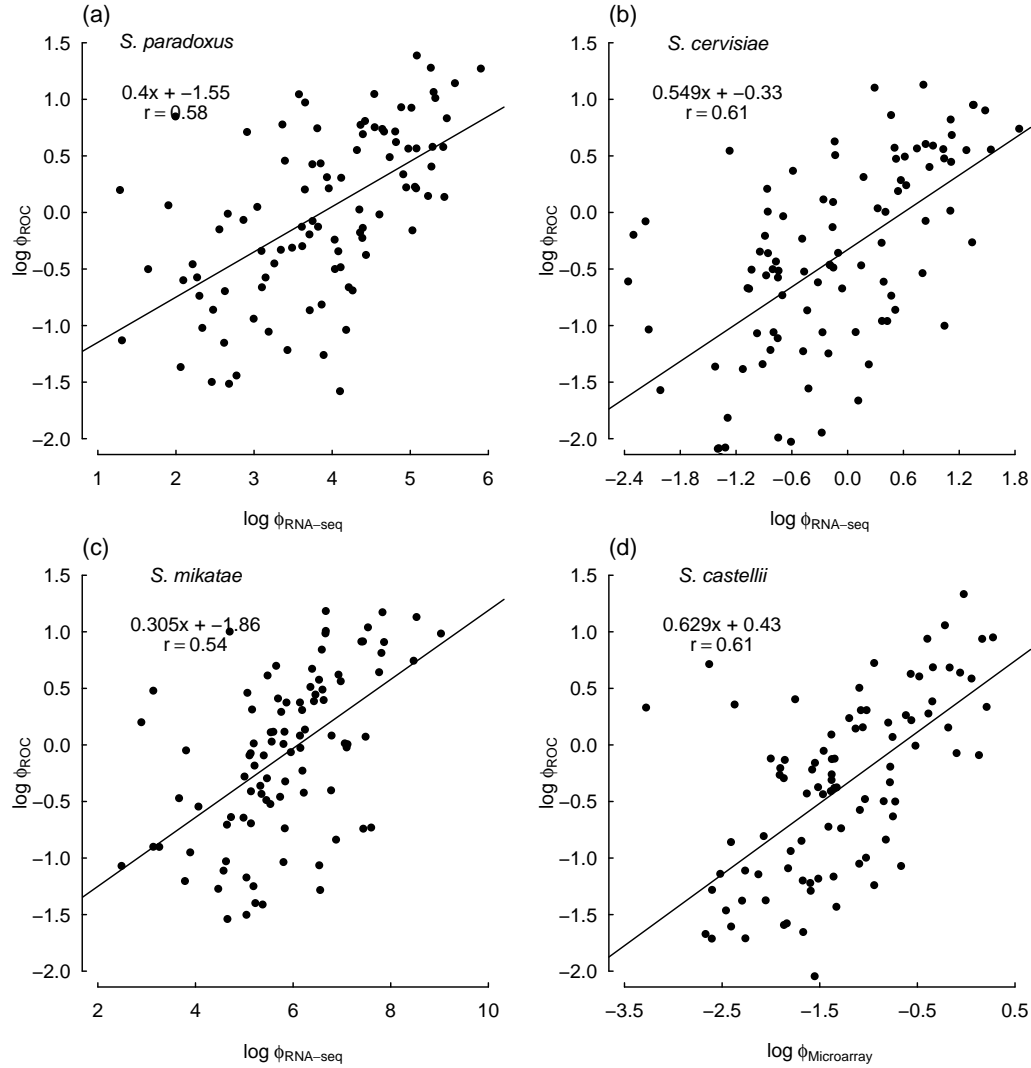 (a)
S. paradoxus
0.4x + −1.55
r = 0.58
1.5
1.0
0.5
0.0
−0.5
−1.0
−1.5
−2.0
log ϕROC
1 2 3 4 5 6
log ϕRNA−seq
(b)
S. cervisiae
0.549x + −0.33
r = 0.61
1.5
1.0
0.5
0.0
−0.5
−1.0
−1.5
−2.0
log ϕROC
−2.4 −1.8 −1.2 −0.6 0.0 0.6 1.2 1.8
log ϕRNA−seq
(c)
S. mikatae
0.305x + −1.86
r = 0.54
1.5
1.0
0.5
0.0
−0.5
−1.0
−1.5
−2.0
log ϕROC
2 4 6 8 10
log ϕRNA−seq
(d)
S. castellii
0.629x + 0.43
r = 0.61
1.5
1.0
0.5
0.0
−0.5
−1.0
−1.5
−2.0
log ϕROC
−3.5 −2.5 −1.5 −0.5 0.5
log ϕMicroarray